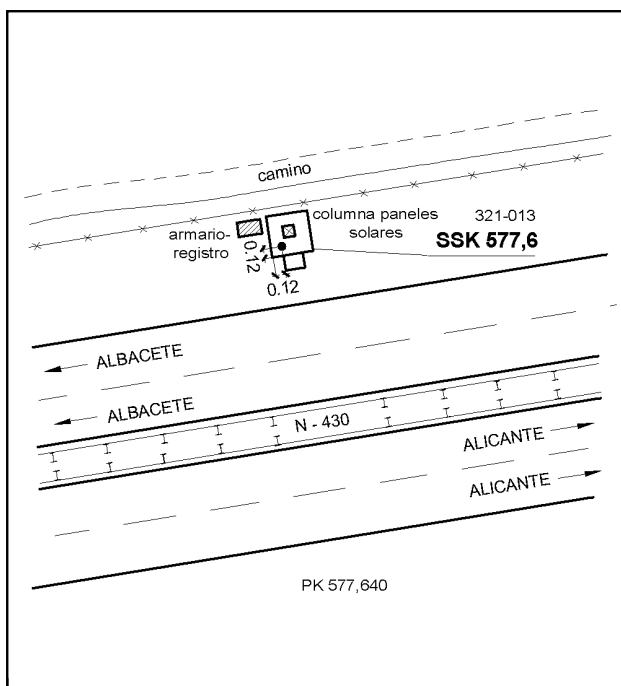 camino
columna paneles
solares
321-013
SSK 577,6
armario-
registro
0.12
0.12
ALBACETE
ALBACETE
N - 430
ALICANTE
ALICANTE
PK 577,640